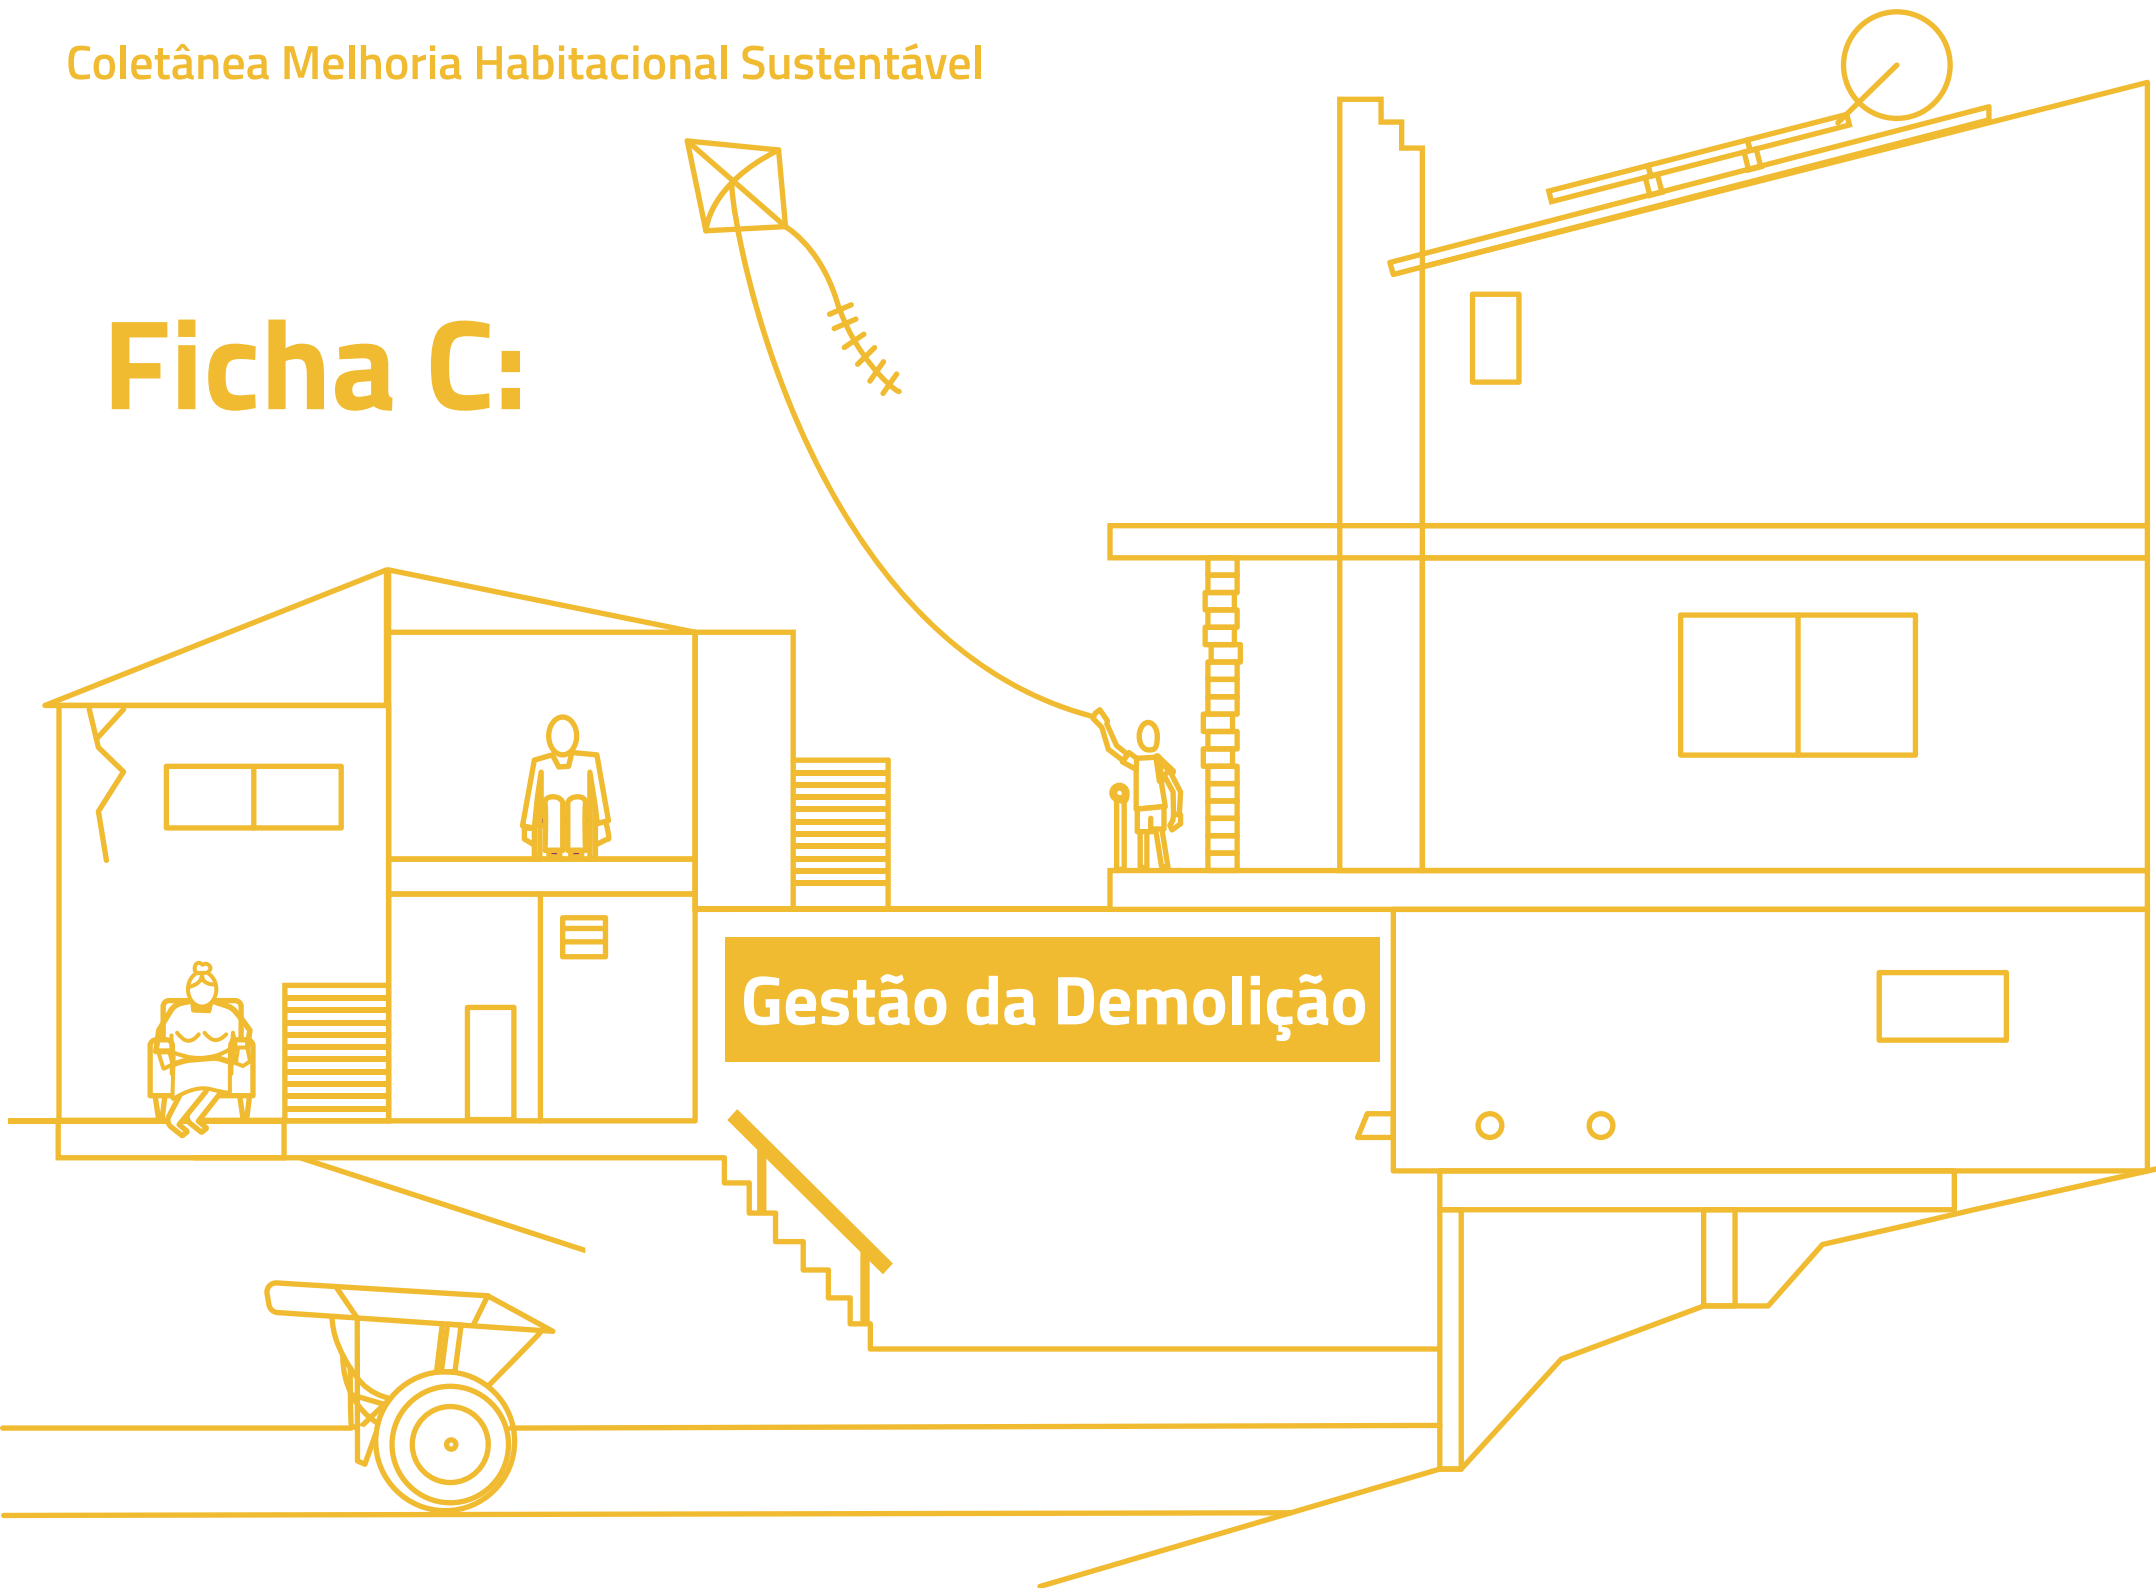 Coletânea Melhoria Habitacional Sustentável
Ficha C:
Gestão da Demolição